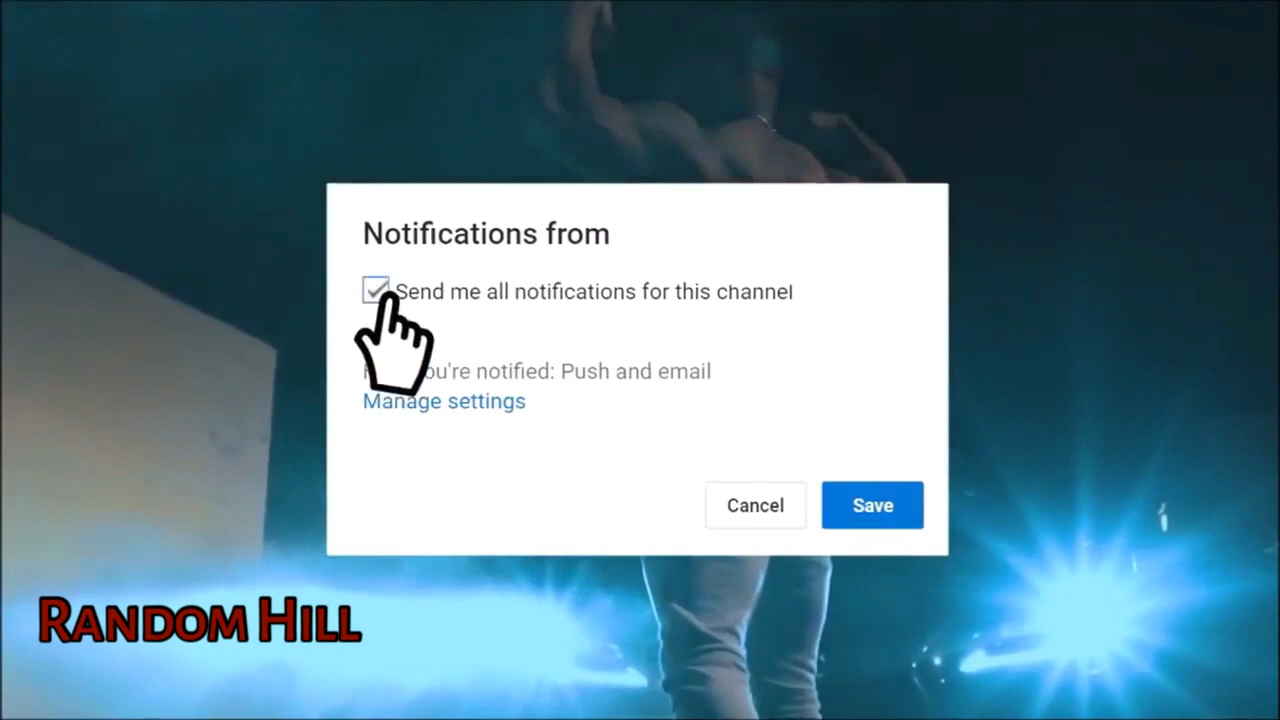 Notifications from
Send me all notifications for this channel
ou're notified: Push and email
Manage settings
Cancel
Save
RANDOM HILL